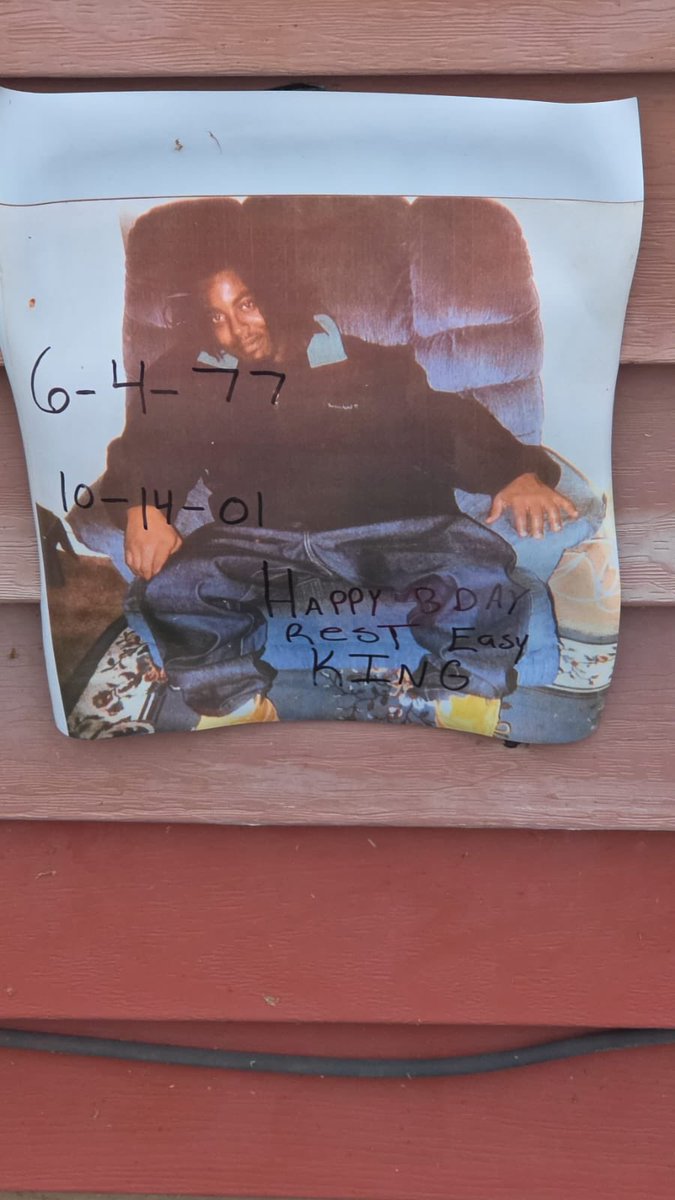 6-4-77
10-14-01
HAPPY BDAY
ReST Easy
KING